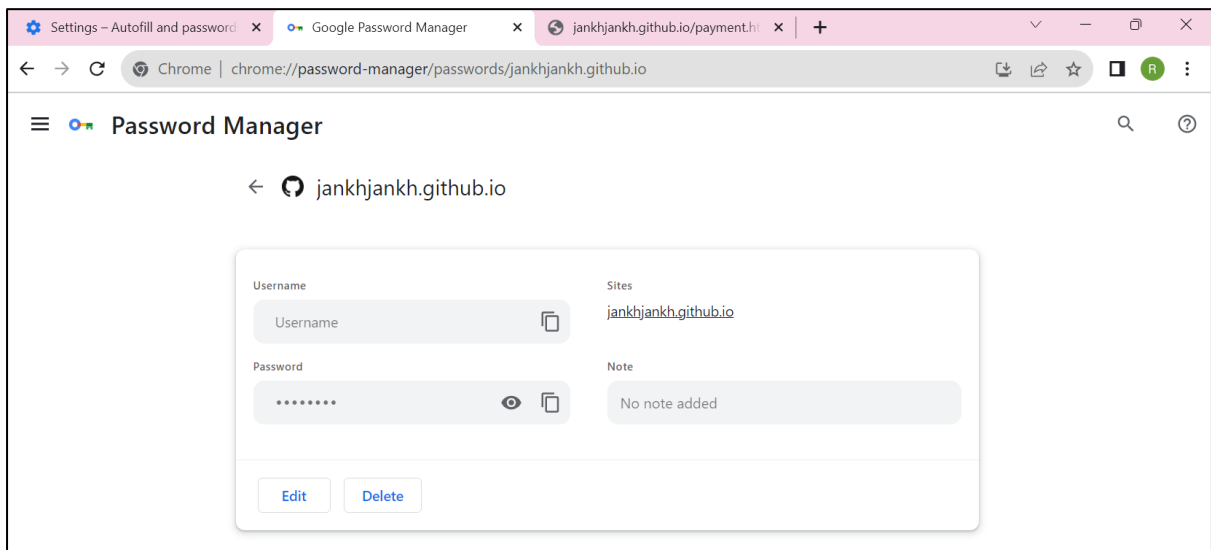 Settings – Autofill and password
Google Password Manager
jankhjankh.github.io/payment.ht
Chrome | chrome://password-manager/passwords/jankhjankh.github.io
R
Password Manager
jankhjankh.github.io
Username
Username
Sites
jankhjankh.github.io
Password
••••••••
Note
No note added
Edit
Delete